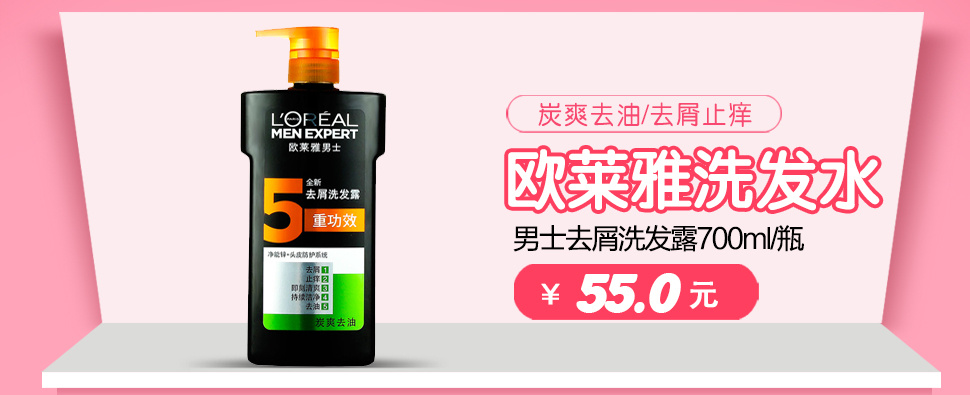 L'ORÉAL
MEN EXPERT
欧莱雅男士
5
全新
去屑洗发露
重功效
净能锌·头皮防护系统
去屑1
止痒2
即刻清爽3
持续洁净4
去油5
炭爽去油
炭爽去油/去屑止痒
欧莱雅洗发水
男士去屑洗发露700ml/瓶
¥ 55.0 元